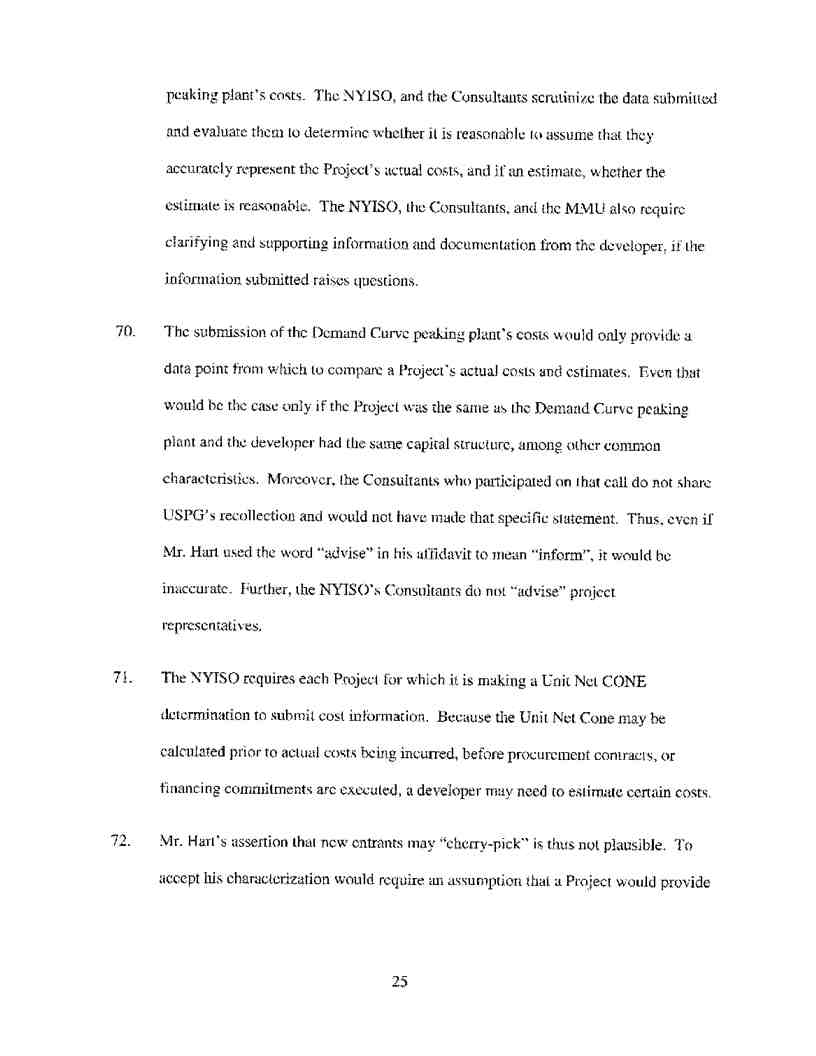 peaking plant's costs. The NYISO, and the Consultants scrutinize the data submitted
and evaluate them to determine whether it is reasonable to assume that they
accurately represent the Project's actual costs, and if an estimate, whether the
estimate is reasonable. The NYISO, the Consultants, and the MMU also require
clarifying and supporting information and documentation from the developer, if the
information submitted raises questions.
70. The submission of the Demand Curve peaking plant's costs would only provide a
data point from which to compare a Project's actual costs and estimates. Even that
would be the case only if the Project was the same as the Demand Curve peaking
plant and the developer had the same capital structure, among other common
characteristics. Moreover, the Consultants who participated on that call do not share
USPG's recollection and would not have made that specific statement. Thus, even if
Mr. Hart used the word "advise" in his affidavit to mean "inform", it would be
inaccurate. Further, the NYISO's Consultants do not "advise" project
representatives.
71. The NYISO requires each Project for which it is making a Unit Net CONE
determination to submit cost information. Because the Unit Net Cone may be
calculated prior to actual costs being incurred, before procurement contracts, or
financing commitments are executed, a developer may need to estimate certain costs.
72. Mr. Hart's assertion that new entrants may "cherry-pick" is thus not plausible. To
accept his characterization would require an assumption that a Project would provide
25